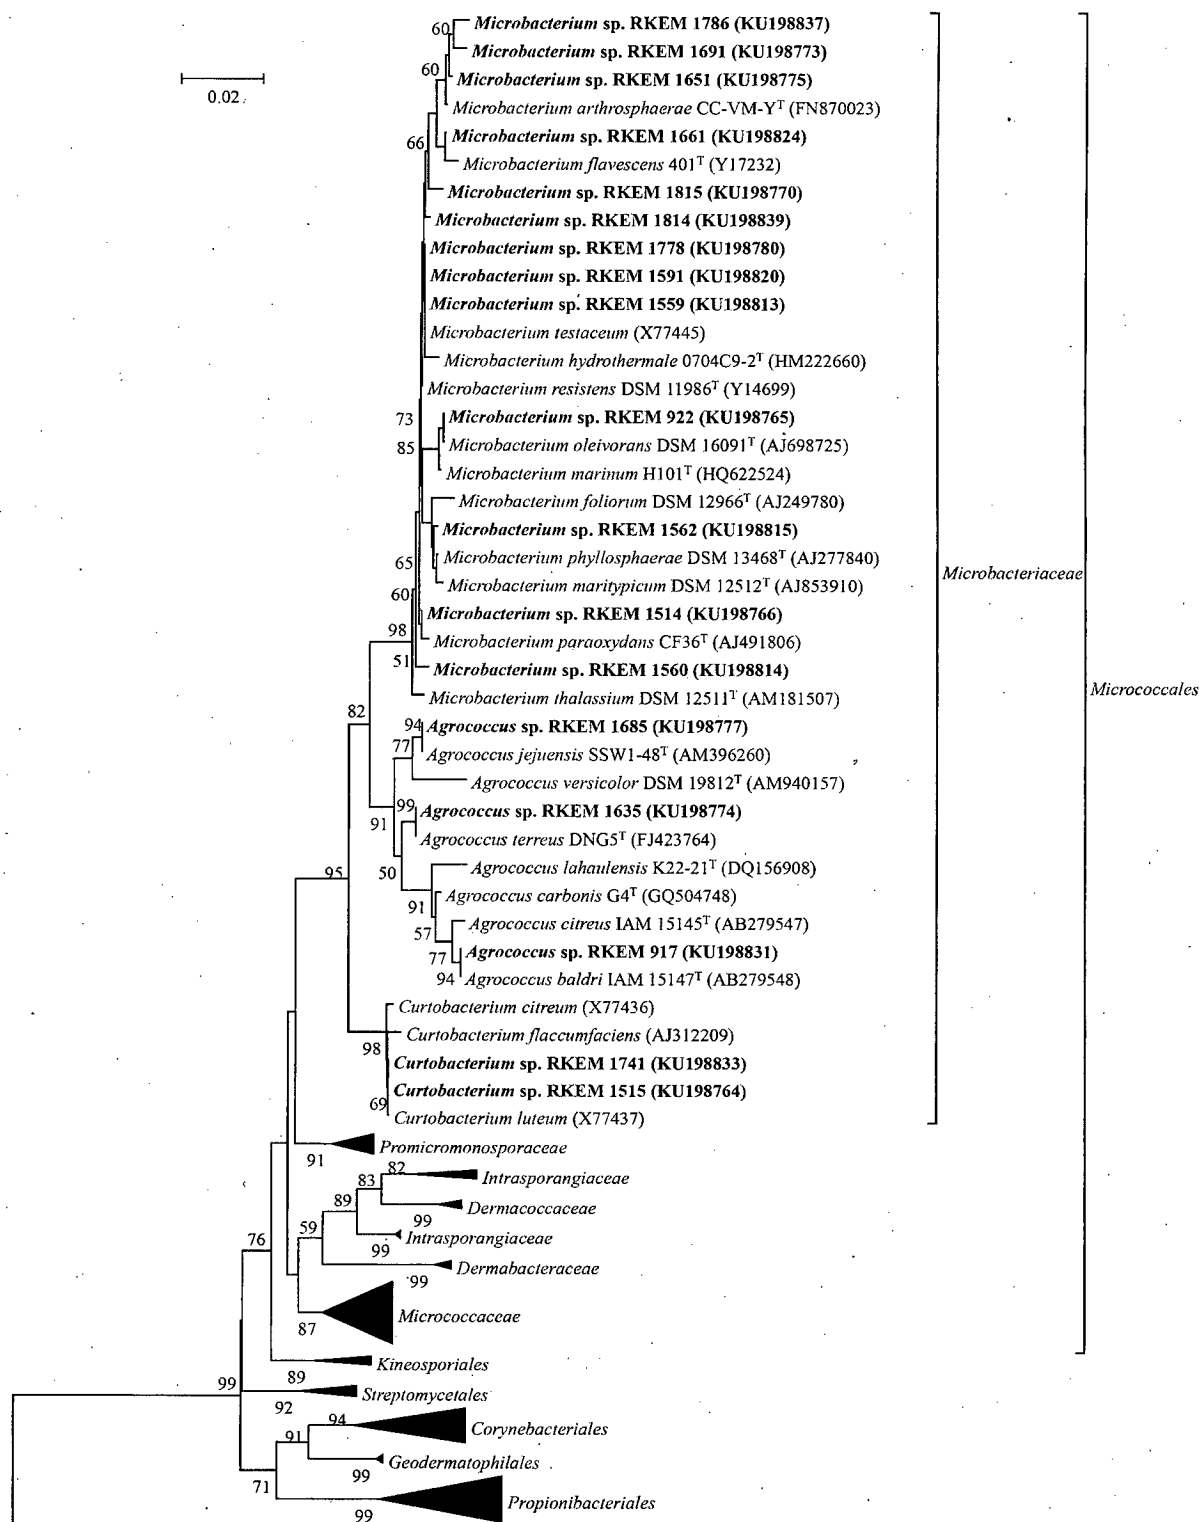 Microbacterium sp. RKEM 1786 (KU198837)
60
Microbacterium sp. RKEM 1691 (KU198773)
60
Microbacterium sp. RKEM 1651 (KU198775)
0.02
Microbacterium arthrosphaerae CC-VM-Yᵀ (FN870023)
Microbacterium sp. RKEM 1661 (KU198824)
66
Microbacterium flavescens 401ᵀ (Y17232)
Microbacterium sp. RKEM 1815 (KU198770)
Microbacterium sp. RKEM 1814 (KU198839)
Microbacterium sp. RKEM 1778 (KU198780)
Microbacterium sp. RKEM 1591 (KU198820)
Microbacterium sp. RKEM 1559 (KU198813)
Microbacterium testaceum (X77445)
Microbacterium hydrothermale 0704C9-2ᵀ (HM222660)
Microbacterium resistens DSM 11986ᵀ (Y14699)
73
Microbacterium sp. RKEM 922 (KU198765)
85
Microbacterium oleivorans DSM 16091ᵀ (AJ698725)
Microbacterium marinum H101ᵀ (HQ622524)
Microbacterium foliorum DSM 12966ᵀ (AJ249780)
Microbacterium sp. RKEM 1562 (KU198815)
65
Microbacterium phyllosphaerae DSM 13468ᵀ (AJ277840)
Microbacteriaceae
Microbacterium maritypicum DSM 12512ᵀ (AJ853910)
60
Microbacterium sp. RKEM 1514 (KU198766)
98
Microbacterium paraoxydans CF36ᵀ (AJ491806)
51
Microbacterium sp. RKEM 1560 (KU198814)
Micrococcales
Microbacterium thalassium DSM 12511ᵀ (AM181507)
82
94
Agrococcus sp. RKEM 1685 (KU198777)
77
Agrococcus jejuensis SSW1-48ᵀ (AM396260)
Agrococcus versicolor DSM 19812ᵀ (AM940157)
99
Agrococcus sp. RKEM 1635 (KU198774)
91
Agrococcus terreus DNG5ᵀ (FJ423764)
95
50
Agrococcus lahaulensis K22-21ᵀ (DQ156908)
Agrococcus carbonis G4ᵀ (GQ504748)
91
Agrococcus citreus IAM 15145ᵀ (AB279547)
57
Agrococcus sp. RKEM 917 (KU198831)
77
94
Agrococcus baldri IAM 15147ᵀ (AB279548)
Curtobacterium citreum (X77436)
Curtobacterium flaccumfaciens (AJ312209)
98
Curtobacterium sp. RKEM 1741 (KU198833)
Curtobacterium sp. RKEM 1515 (KU198764)
69
Curtobacterium luteum (X77437)
Promicromonosporaceae
91
82
Intrasporangiaceae
83
89
Dermacoccaceae
99
59
Intrasporangiaceae
76
99
Dermabacteraceae
99
Micrococcaceae
87
Kineosporiales
89
99
Streptomycetales
92
94
Corynebacteriales
91
Geodermatophilales
99
71
Propionibacteriales
99